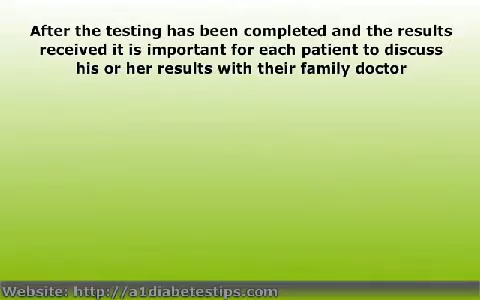 After the testing has been completed and the results
received it is important for each patient to discuss
his or her results with their family doctor
Website: http://a1diabetestips.com